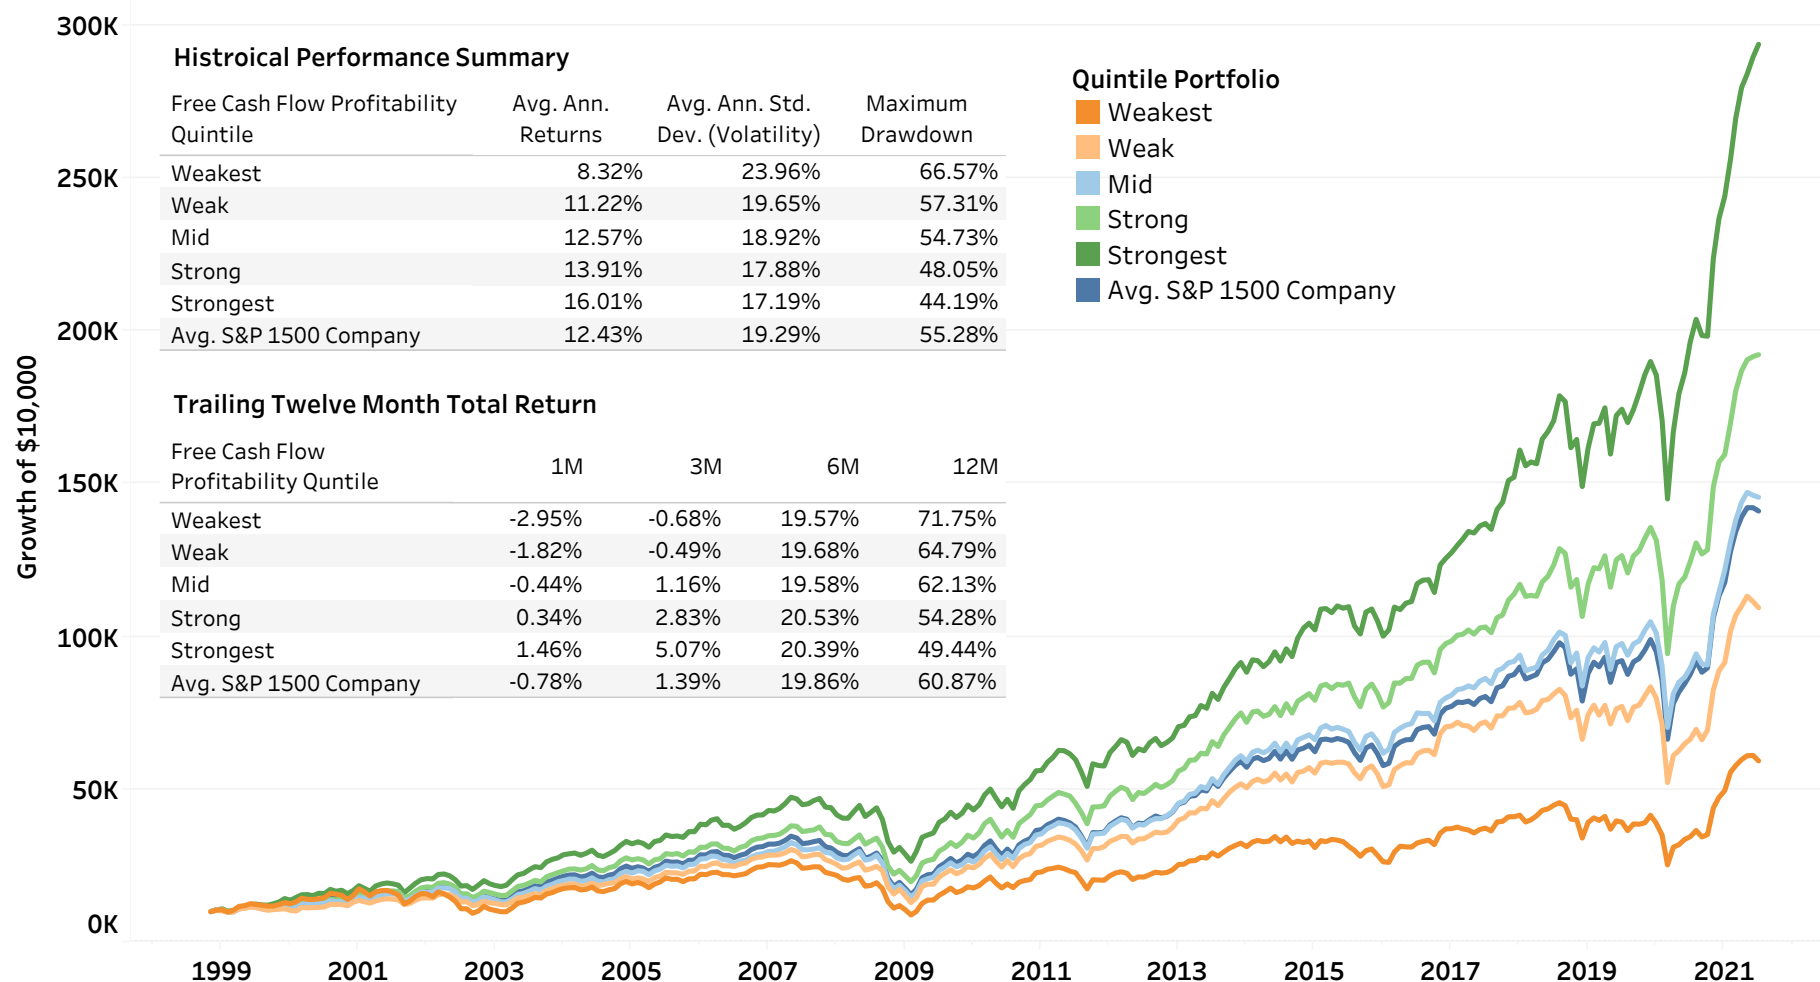 300K
250K
200K
150K
100K
50K
0K
Growth of $10,000
Histroical Performance Summary
Free Cash Flow Profitability Quintile Avg. Ann. Returns Avg. Ann. Std. Dev. (Volatility) Maximum Drawdown
Weakest 8.32% 23.96% 66.57%
Weak 11.22% 19.65% 57.31%
Mid 12.57% 18.92% 54.73%
Strong 13.91% 17.88% 48.05%
Strongest 16.01% 17.19% 44.19%
Avg. S&P 1500 Company 12.43% 19.29% 55.28%
Trailing Twelve Month Total Return
Free Cash Flow
Profitability Quntile 1M 3M 6M 12M
Weakest -2.95% -0.68% 19.57% 71.75%
Weak -1.82% -0.49% 19.68% 64.79%
Mid -0.44% 1.16% 19.58% 62.13%
Strong 0.34% 2.83% 20.53% 54.28%
Strongest 1.46% 5.07% 20.39% 49.44%
Avg. S&P 1500 Company -0.78% 1.39% 19.86% 60.87%
Quintile Portfolio
Weakest
Weak
Mid
Strong
Strongest
Avg. S&P 1500 Company
1999 2001 2003 2005 2007 2009 2011 2013 2015 2017 2019 2021